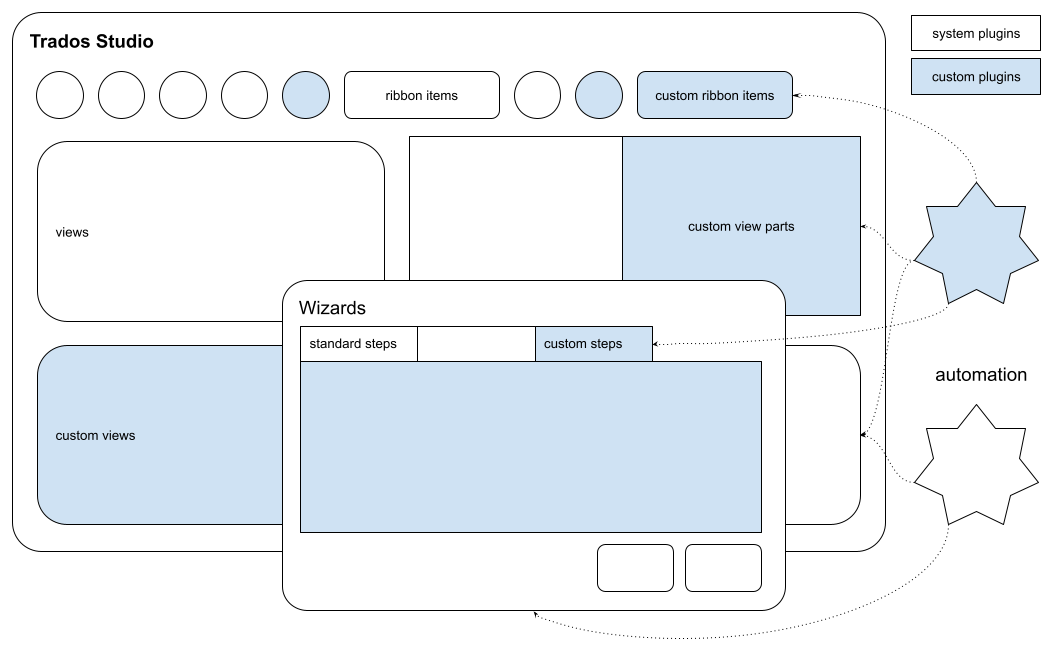 Trados Studio
system plugins
custom plugins
ribbon items
custom ribbon items
views
custom view parts
Wizards
standard steps
custom steps
automation
custom views